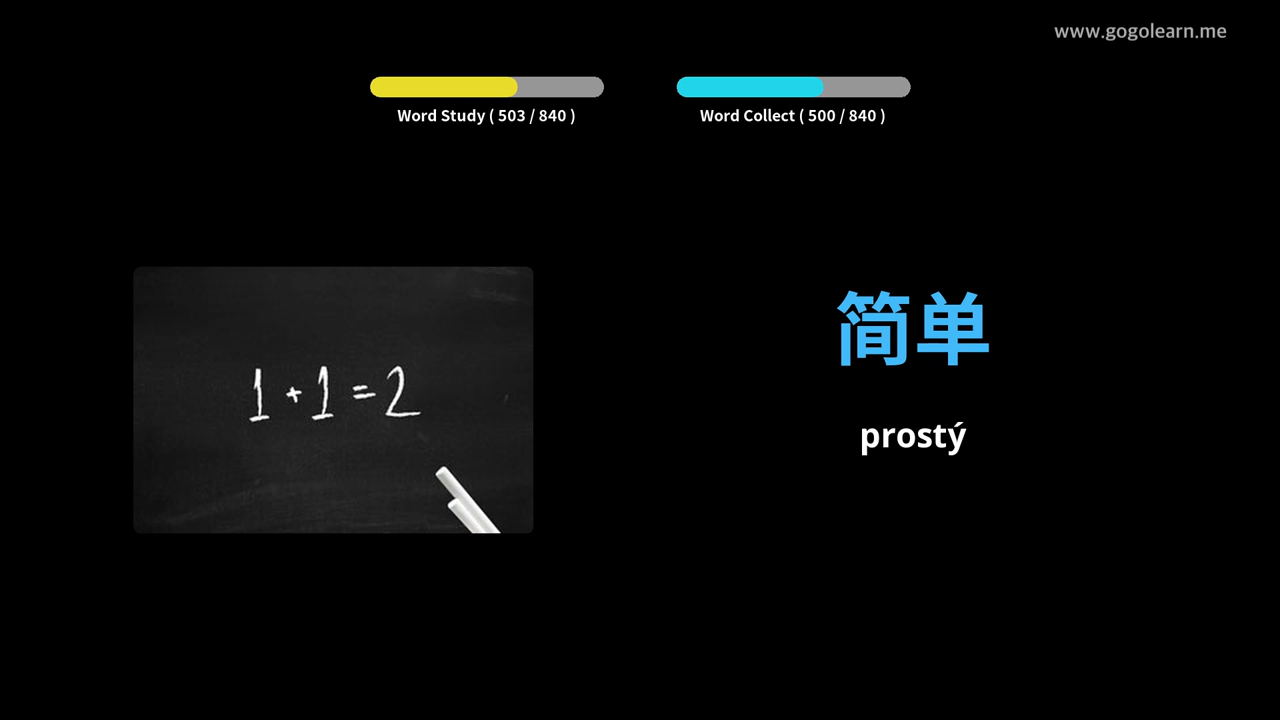 www.gogolearn.me
Word Study ( 503 / 840 )
Word Collect ( 500 / 840 )
1 + 1 = 2
简单
prostý